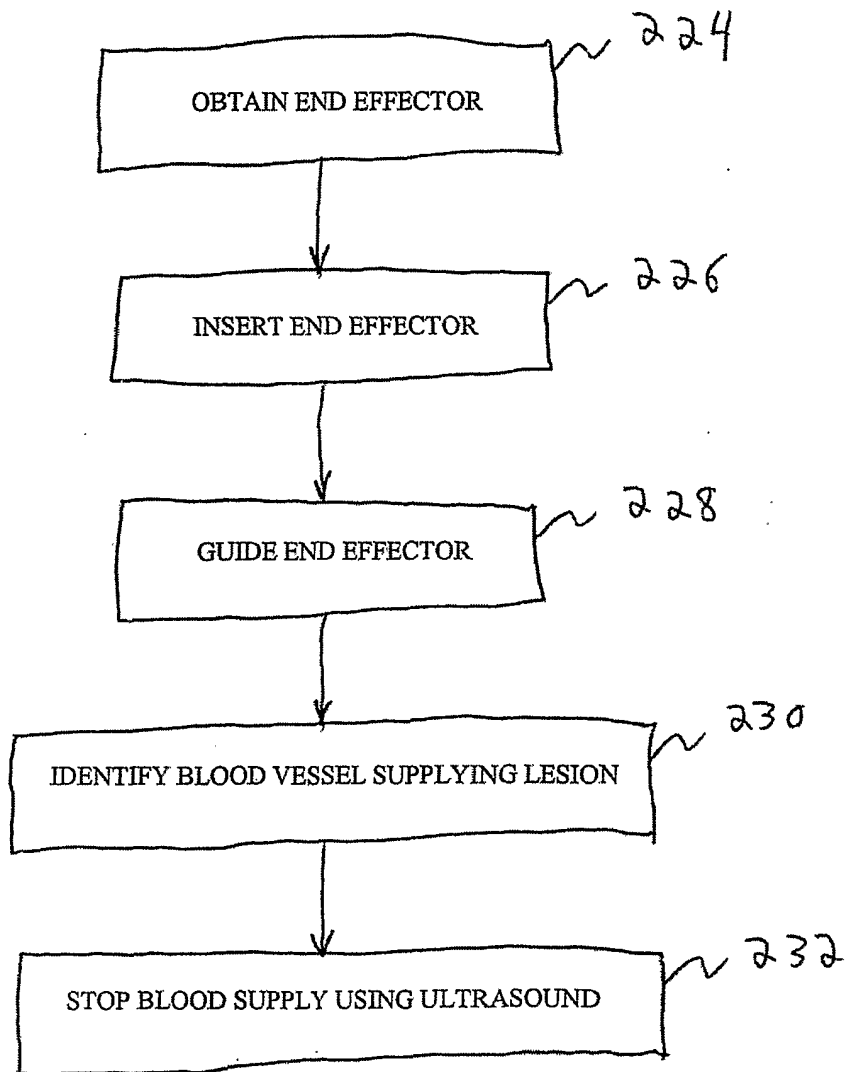 224
OBTAIN END EFFECTOR
226
INSERT END EFFECTOR
228
GUIDE END EFFECTOR
230
IDENTIFY BLOOD VESSEL SUPPLYING LESION
232
STOP BLOOD SUPPLY USING ULTRASOUND